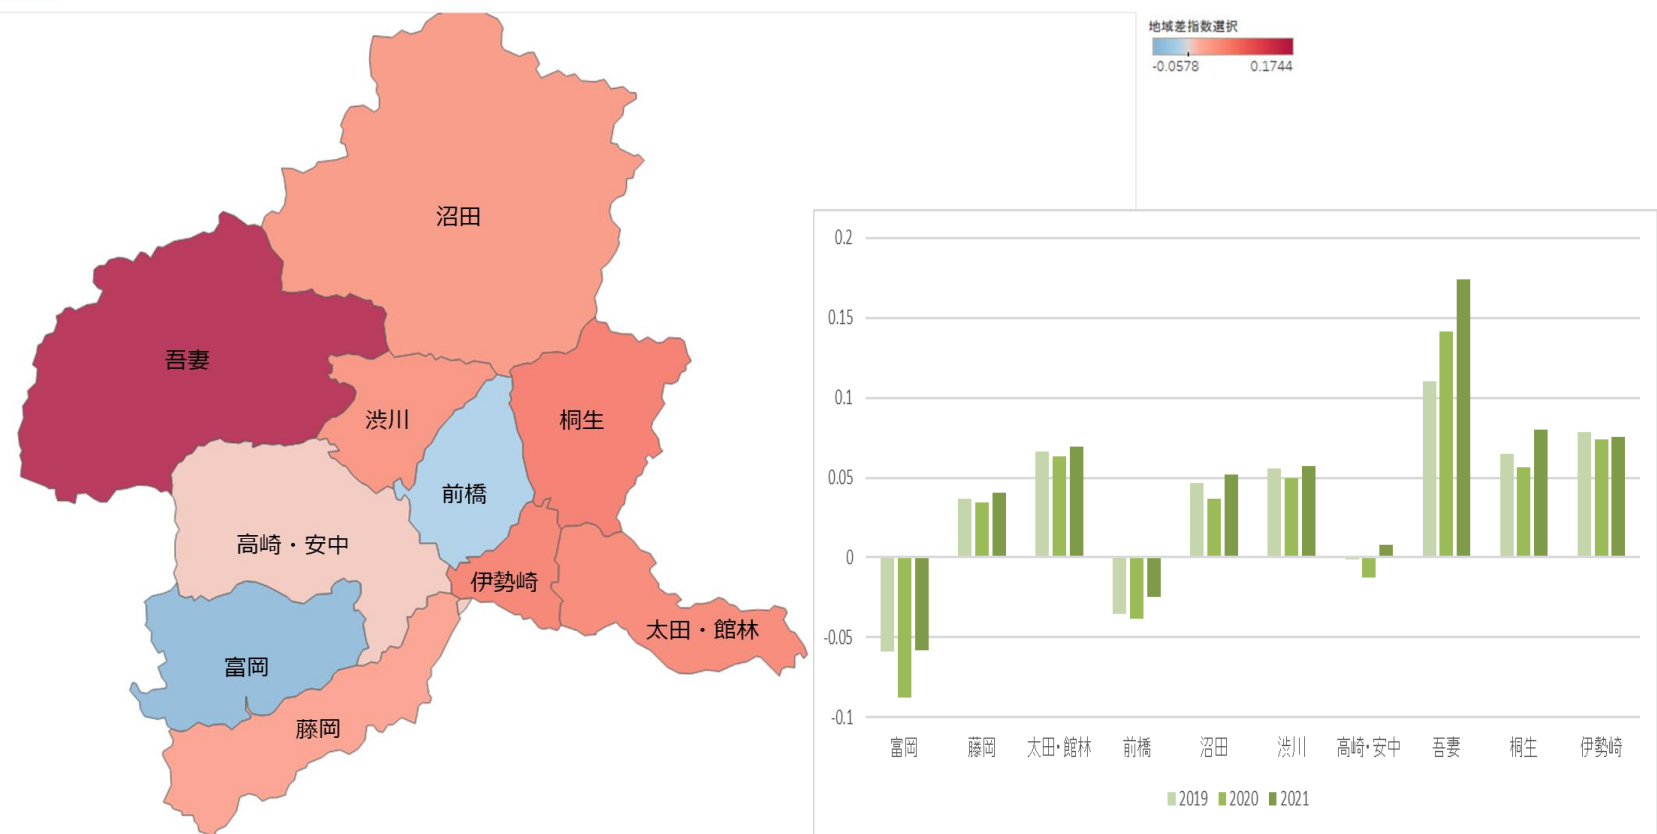 地域差指数選択
-0.0578 0.1744
沼田
吾妻
渋川
桐生
前橋
高崎・安中
伊勢崎
太田・館林
富岡
藤岡
0.2
0.15
0.1
0.05
0
-0.05
-0.1
富岡 藤岡 太田・館林 前橋 沼田 渋川 高崎・安中 吾妻 桐生 伊勢崎
2019 2020 2021